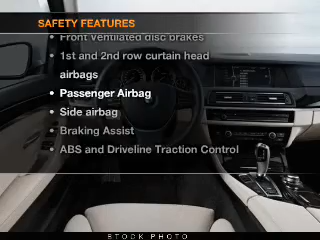 SAFETY FEATURES
• Front ventilated disc brakes
• 1st and 2nd row curtain head
airbags
• Passenger Airbag
• Side airbag
• Braking Assist
• ABS and Driveline Traction Control
STOCK PHOTO